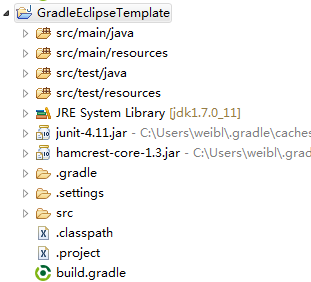 GradleEclipseTemplate
src/main/java
src/main/resources
src/test/java
src/test/resources
JRE System Library [jdk1.7.0_11]
junit-4.11.jar - C:\Users\weibl\.gradle\caches
hamcrest-core-1.3.jar - C:\Users\weibl\.grad
.gradle
.settings
src
.classpath
.project
build.gradle